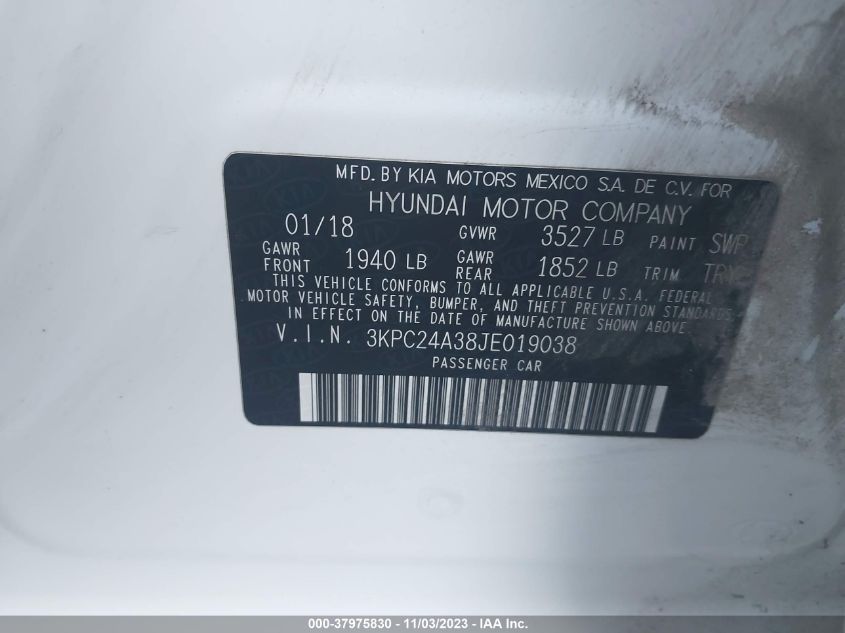 MFD. BY KIA MOTORS MEXICO S.A. DE C.V. FOR
HYUNDAI MOTOR COMPANY
01/18 GVWR 3527 LB PAINT SWP
GAWR FRONT 1940 LB GAWR REAR 1852 LB TRIM
THIS VEHICLE CONFORMS TO ALL APPLICABLE U.S.A. FEDERAL
MOTOR VEHICLE SAFETY, BUMPER, AND THEFT PREVENTION STANDARDS
IN EFFECT ON THE DATE OF MANUFACTURE SHOWN ABOVE.
V.I.N. 3KPC24A38JE019038
PASSENGER CAR
000-37975830 - 11/03/2023 - IAA Inc.